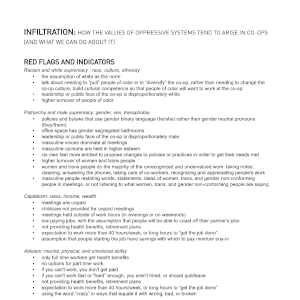 INFILTRATION: HOW THE VALUES OF OPPRESSIVE SYSTEMS TEND TO ARISE IN CO-OPS
(AND WHAT WE CAN DO ABOUT IT)
RED FLAGS AND INDICATORS
Racism and white supremacy: race, culture, ethnicity
• the assumption of white as the norm
• talk about needing to "pull" people of color in to "diversify" the co-op, rather than needing to change the
co-op culture, build cultural competence so that people of color will want to work at the co-op
• leadership or public face of the co-op is disproportionately white
• higher turnover of people of color
Patriarchy and male supremacy: gender, sex, transphobia
• policies and bylaws that use gender binary language (he/she) rather than gender neutral pronouns
(they/them)
• office space has gender segregated bathrooms
• leadership or public face of the co-op is disproportionately male
• masculine voices dominate at meetings
• masculine opinions are held in higher esteem
• cis men feel more entitled to propose changes to policies or practices in order to get their needs met
• higher turnover of women and trans people
• women and trans people do the majority of the unrecognized and undervalued work: taking notes,
cleaning, answering the phones, taking care of co-workers, recognizing and appreciating people's work
• masculine people restating words, statements, ideas of women, trans, and gender non-conforming
people in meetings, or not listening to what women, trans, and gender non-conforming people are saying
Capitalism: class, income, wealth
• meetings are unpaid
• childcare not provided for unpaid meetings
• meetings held outside of work hours (in evenings or on weekends)
• low paying jobs, with the assumption that people will be able to coast off their partner's jobs
• not providing health benefits, retirement plans
• expectation to work more than 40 hours/week, or long hours to "get the job done"
• assumption that people starting the job have savings with which to pay member buy-in
Ableism: mental, physical, and emotional ability
• only full time workers get health benefits
• no options for part time work
• if you can't work, you don't get paid
• if you can't work fast or "hard" enough, you aren't hired, or should quit/leave
• not providing health benefits, retirement plans
• expectation to work more than 40 hours/week, or long hours to "get the job done"
• using the word "crazy" in ways that equate it with wrong, bad, or broken